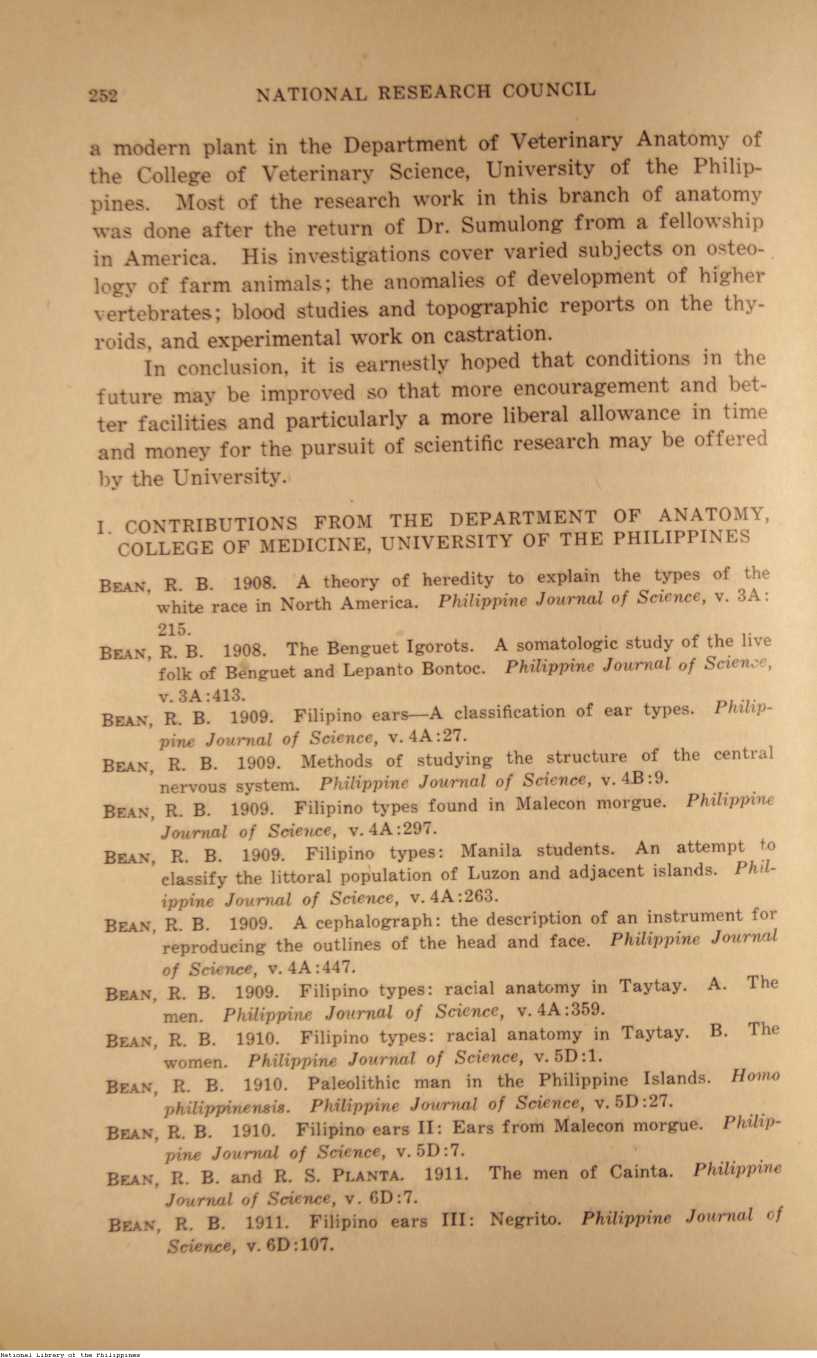 252 NATIONAL RESEARCH COUNCIL
a modern plant in the Department of Veterinary Anatomy of
the College of Veterinary Science, University of the Philip-
pines. Most of the research work in this branch of anatomy
was done after the return of Dr. Sumulong from a fellowship
in America. His investigations cover varied subjects on osteo-
logy of farm animals; the anomalies of development of higher
vertebrates; blood studies and topographic reports on the thy-
roids, and experimental work on castration.
In conclusion, it is earnestly hoped that conditions in the
future may be improved so that more encouragement and bet-
ter facilities and particularly a more liberal allowance in time
and money for the pursuit of scientific research may be offered
by the University.
I. CONTRIBUTIONS FROM THE DEPARTMENT OF ANATOMY,
COLLEGE OF MEDICINE, UNIVERSITY OF THE PHILIPPINES
BEAN, R. B. 1908. A theory of heredity to explain the types of the
white race in North America. Philippine Journal of Science, v. 3A:
215.
BEAN, R. B. 1908. The Benguet Igorots. A somatologic study of the live
folk of Benguet and Lepanto Bontoc. Philippine Journal of Science,
v. 3A:413.
BEAN, R. B. 1909. Filipino ears—A classification of ear types. Philip-
pine Journal of Science, v. 4A:27.
BEAN, R. B. 1909. Methods of studying the structure of the central
nervous system. Philippine Journal of Science, v. 4B:9.
BEAN, R. B. 1909. Filipino types found in Malecon morgue. Philippine
Journal of Science, v. 4A:297.
BEAN, R. B. 1909. Filipino types: Manila students. An attempt to
classify the littoral population of Luzon and adjacent islands. Phil-
ippine Journal of Science, v. 4A:263.
BEAN, R. B. 1909. A cephalograph: the description of an instrument for
reproducing the outlines of the head and face. Philippine Journal
of Science, v. 4A:447.
BEAN, R. B. 1909. Filipino types: racial anatomy in Taytay. A. The
men. Philippine Journal of Science, v. 4A:359.
BEAN, R. B. 1910. Filipino types: racial anatomy in Taytay. B. The
women. Philippine Journal of Science, v. 5D:1.
BEAN, R. B. 1910. Paleolithic man in the Philippine Islands. Homo
philippinensis. Philippine Journal of Science, v. 5D:27.
BEAN, R. B. 1910. Filipino ears II: Ears from Malecon morgue. Philip-
pine Journal of Science, v. 5D:7.
BEAN, R. B. and R. S. PLANTA. 1911. The men of Cainta. Philippine
Journal of Science, v. 6D:7.
BEAN, R. B. 1911. Filipino ears III: Negrito. Philippine Journal of
Science, v. 6D:107.
National Library of the Philippines